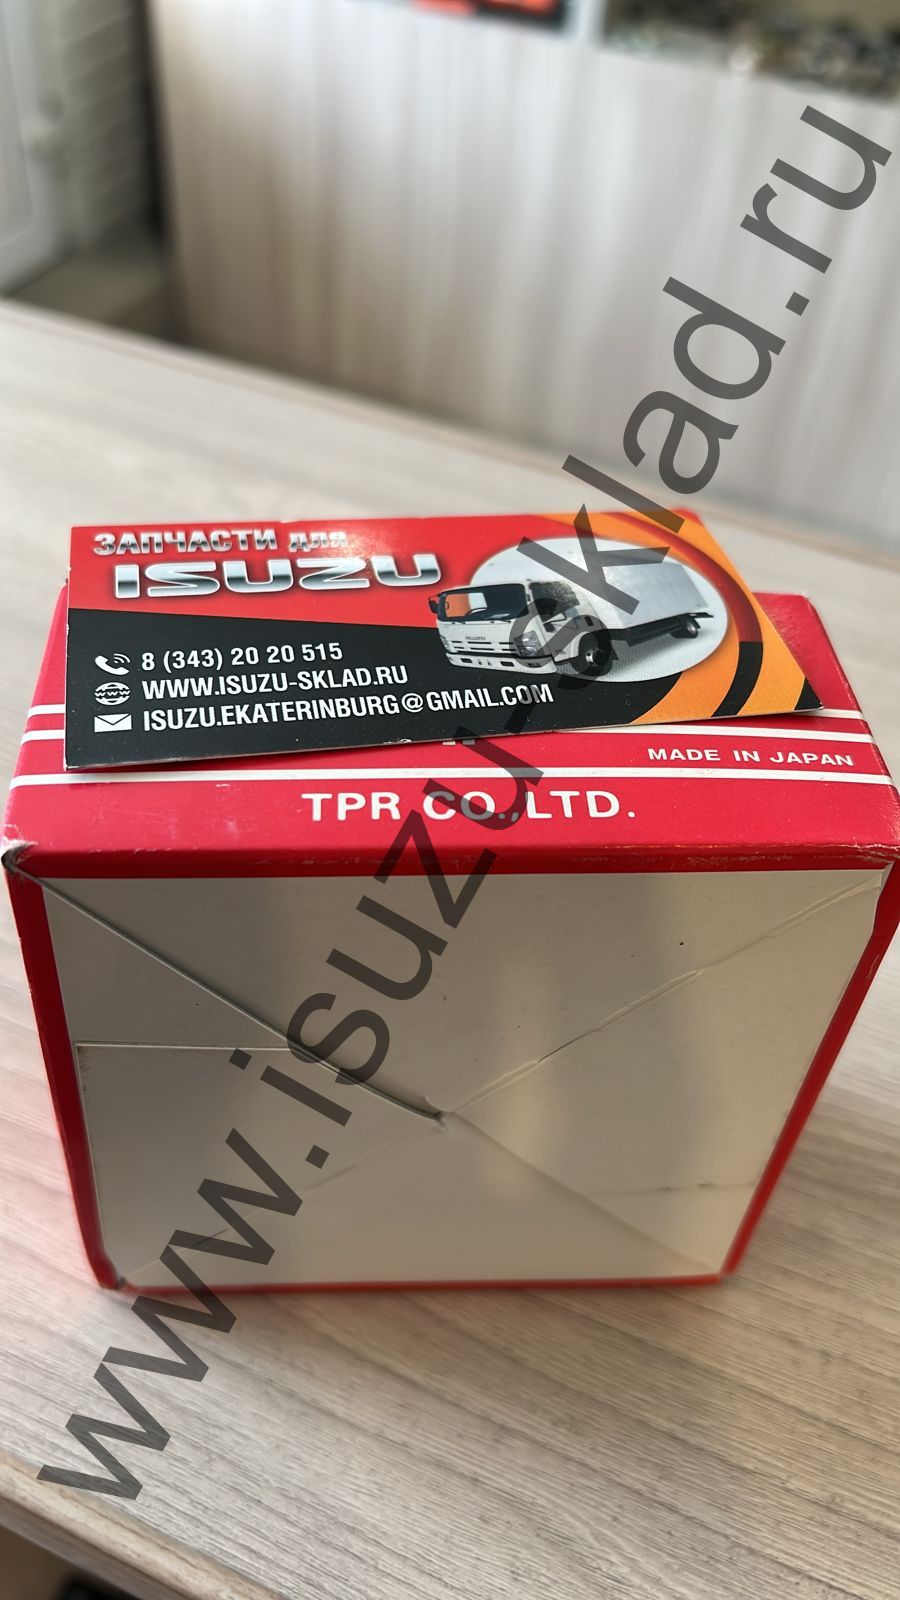 ЗАПЧАСТИ для
ISUZU
8 (343) 20 20 515
WWW.ISUZU-SKLAD.RU
ISUZU.EKATERINBURG@GMAIL.COM
MADE IN JAPAN
TPR CO.,LTD.
www.isuzu-sklad.ru